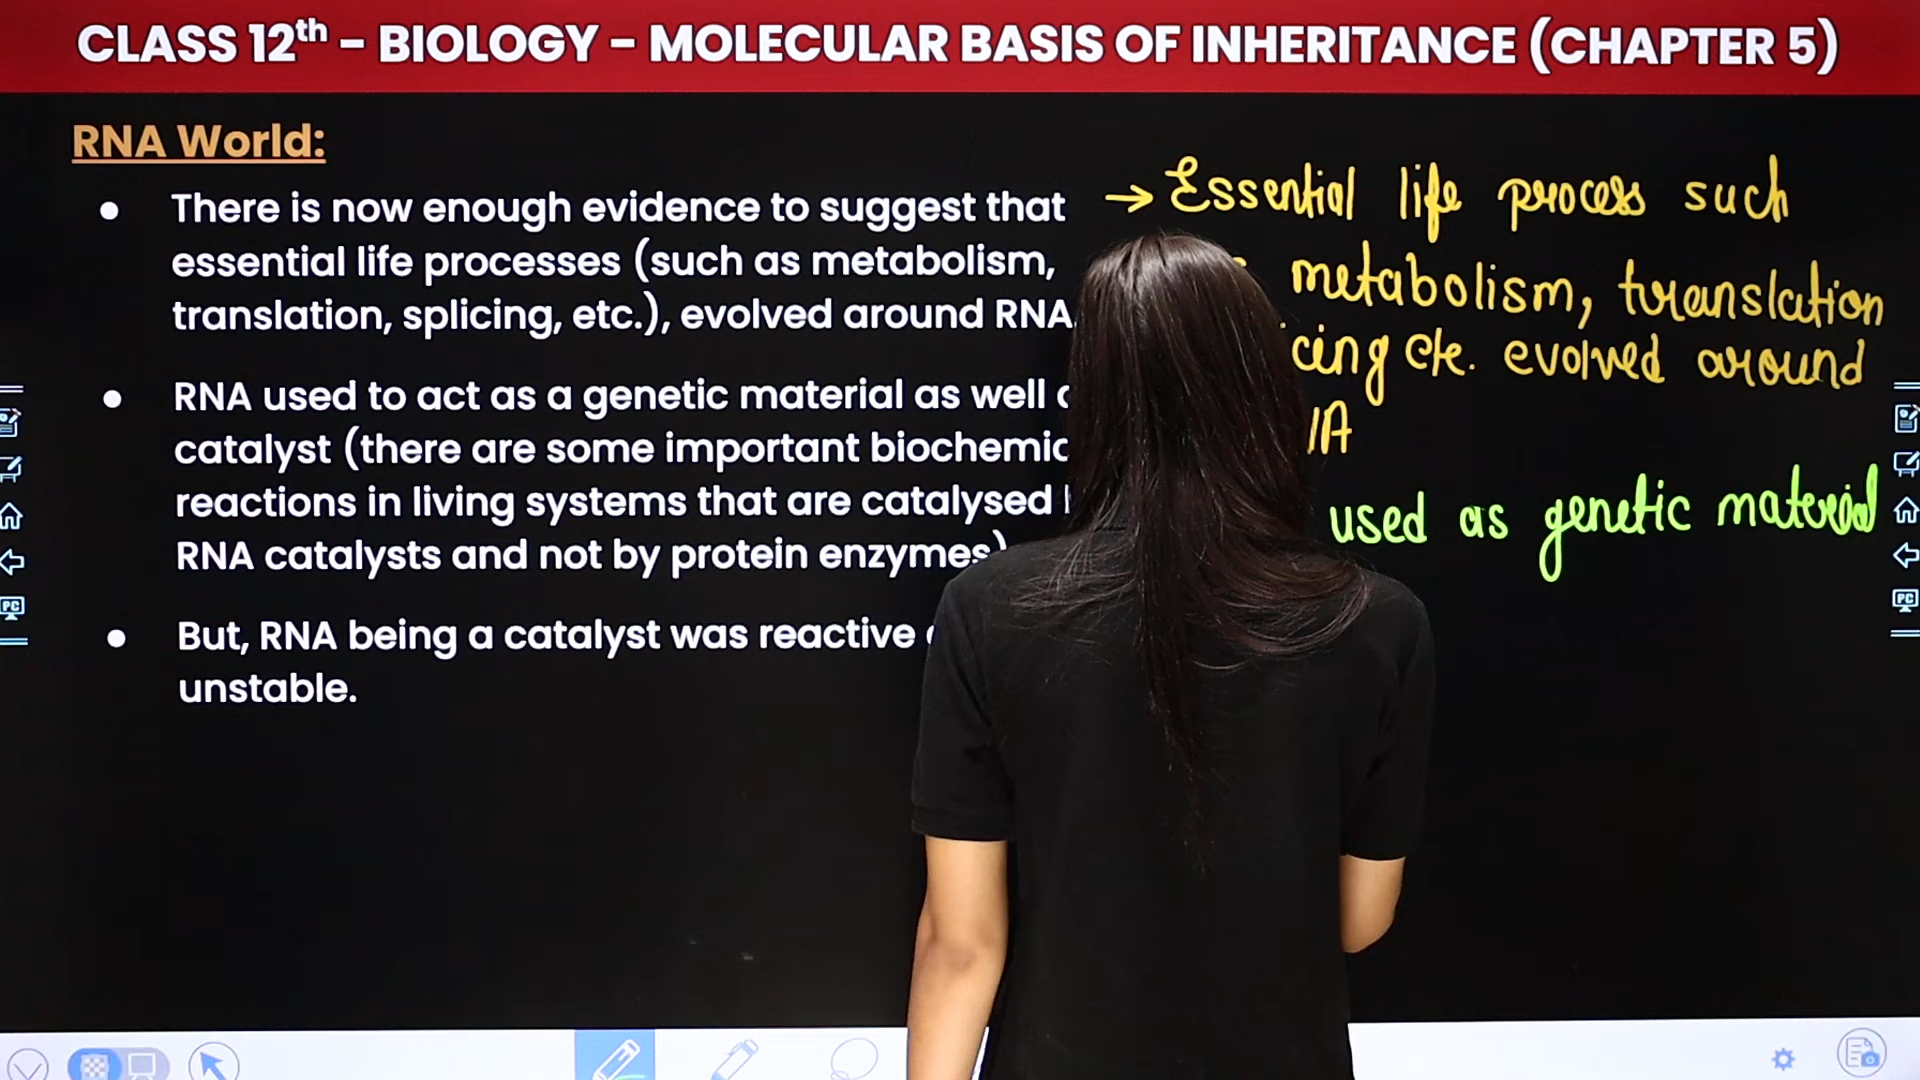 CLASS 12th – BIOLOGY – MOLECULAR BASIS OF INHERITANCE (CHAPTER 5)
RNA World:
● There is now enough evidence to suggest that
essential life processes (such as metabolism,
translation, splicing, etc.), evolved around RNA.
● RNA used to act as a genetic material as well
catalyst (there are some important
reactions in living systems that are catalysed
RNA catalysts and not by protein enzymes)
● But, RNA being a catalyst was reactive
unstable.
→ Essential life process such
metabolism, translation
etc. evolved around
used as genetic material
PC
PC